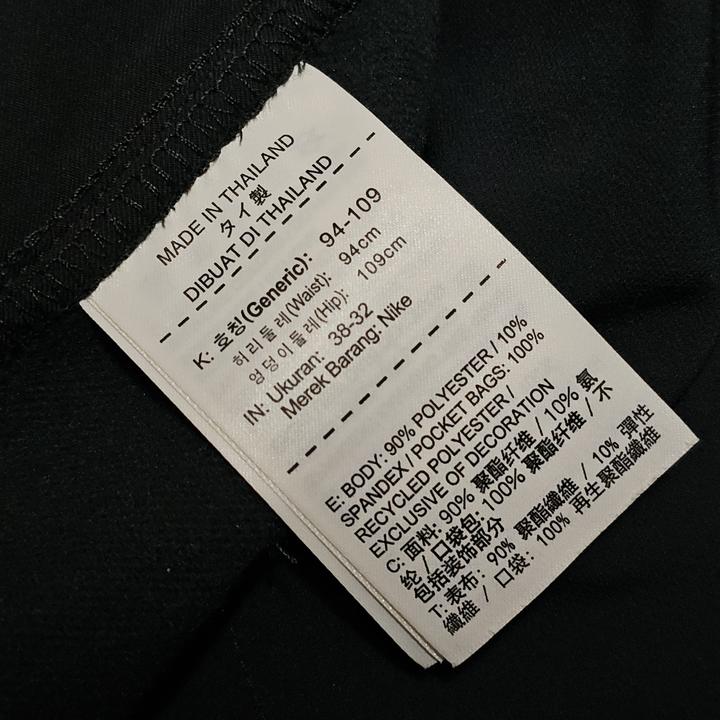 MADE IN THAILAND
タイ製
DIBUAT DI THAILAND
K: 호칭(Generic): 94-109
허리둘레(Waist): 94cm
엉덩이둘레(Hip): 109cm
IN: Ukuran: 38-32
Merek Barang: Nike
E: BODY: 90% POLYESTER / 10%
SPANDEX / POCKET BAGS: 100%
RECYCLED POLYESTER /
EXCLUSIVE OF DECORATION
C: 面料: 90% 聚酯纤维 / 10% 氨
纶 / 口袋包: 100% 聚酯纤维 / 不
包括装饰部分
T: 表布: 90% 聚酯纖維 / 10% 彈性
纖維 / 口袋: 100% 再生聚酯纖維